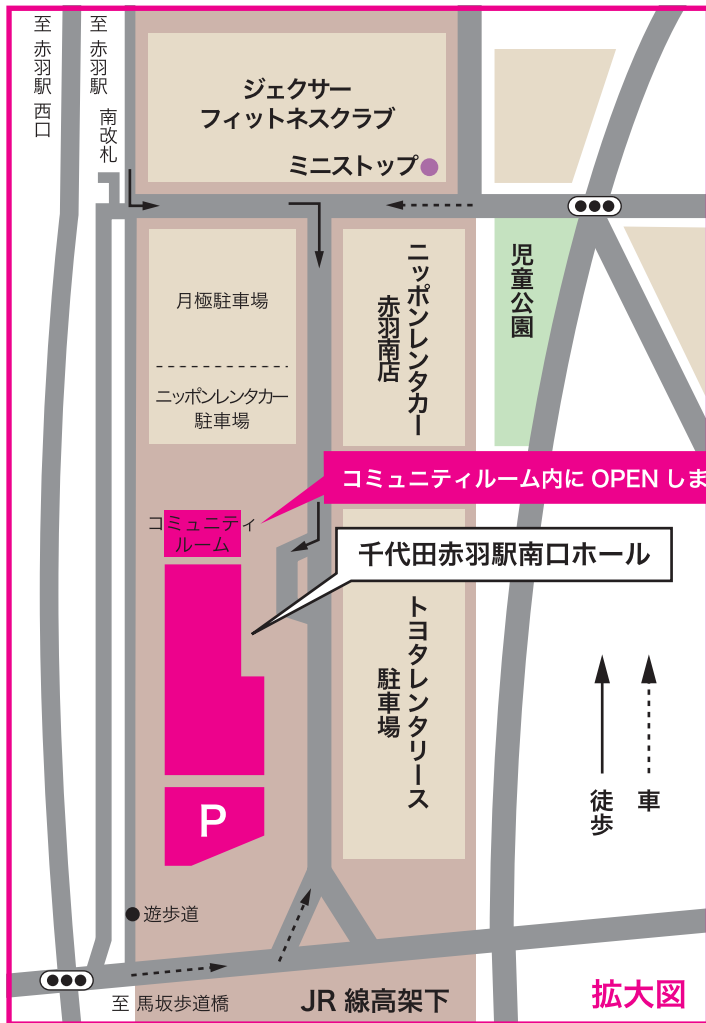 至 赤羽駅 西口
至 赤羽駅
南改札
ジェクサー
フィットネスクラブ
ミニストップ
月極駐車場
ニッポンレンタカー
駐車場
ニッポンレンタカー
赤羽南店
児童公園
コミュニティルーム内に OPEN しま
コミュニティ
ルーム
千代田赤羽駅南口ホール
トヨタレンタリース
駐車場
P
徒歩
車
遊歩道
至 馬坂歩道橋
JR 線高架下
拡大図